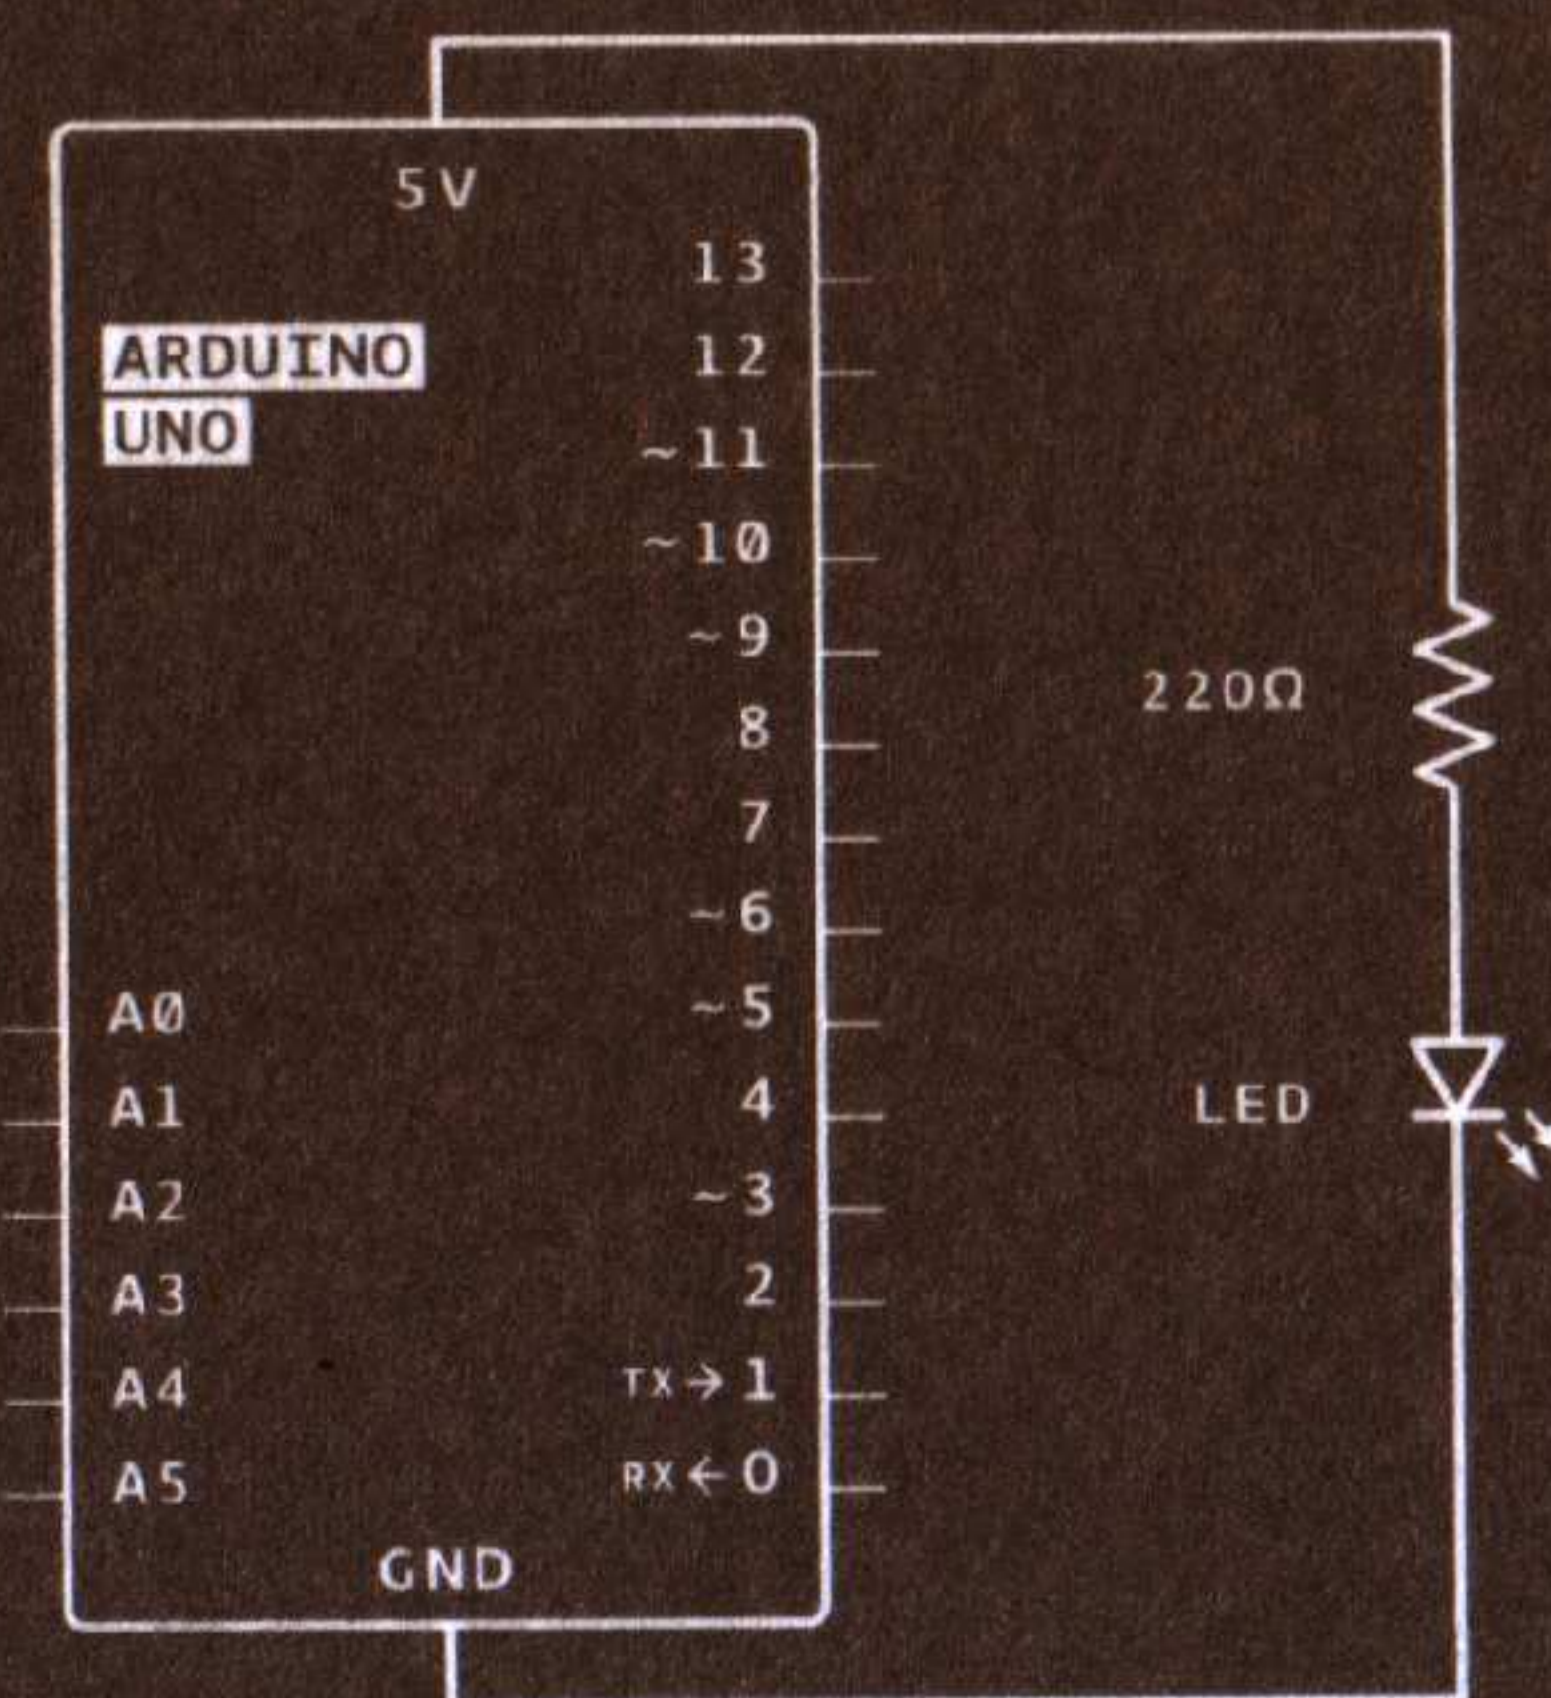 5V
13
ARDUINO
12
UNO
~11
~10
~9
220Ω
8
7
~6
A0
~5
A1
4
LED
A2
~3
A3
2
A4
TX→1
A5
RX←0
GND